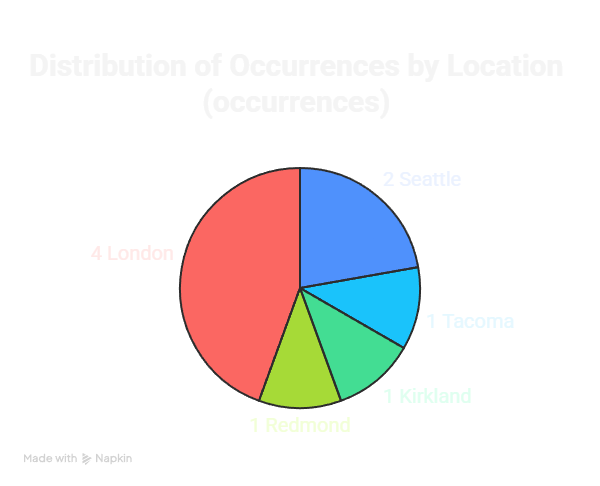 Distribution of Occurrences by Location
(occurrences)
2 Seattle
4 London
1 Tacoma
1 Kirkland
1 Redmond
Made with Napkin